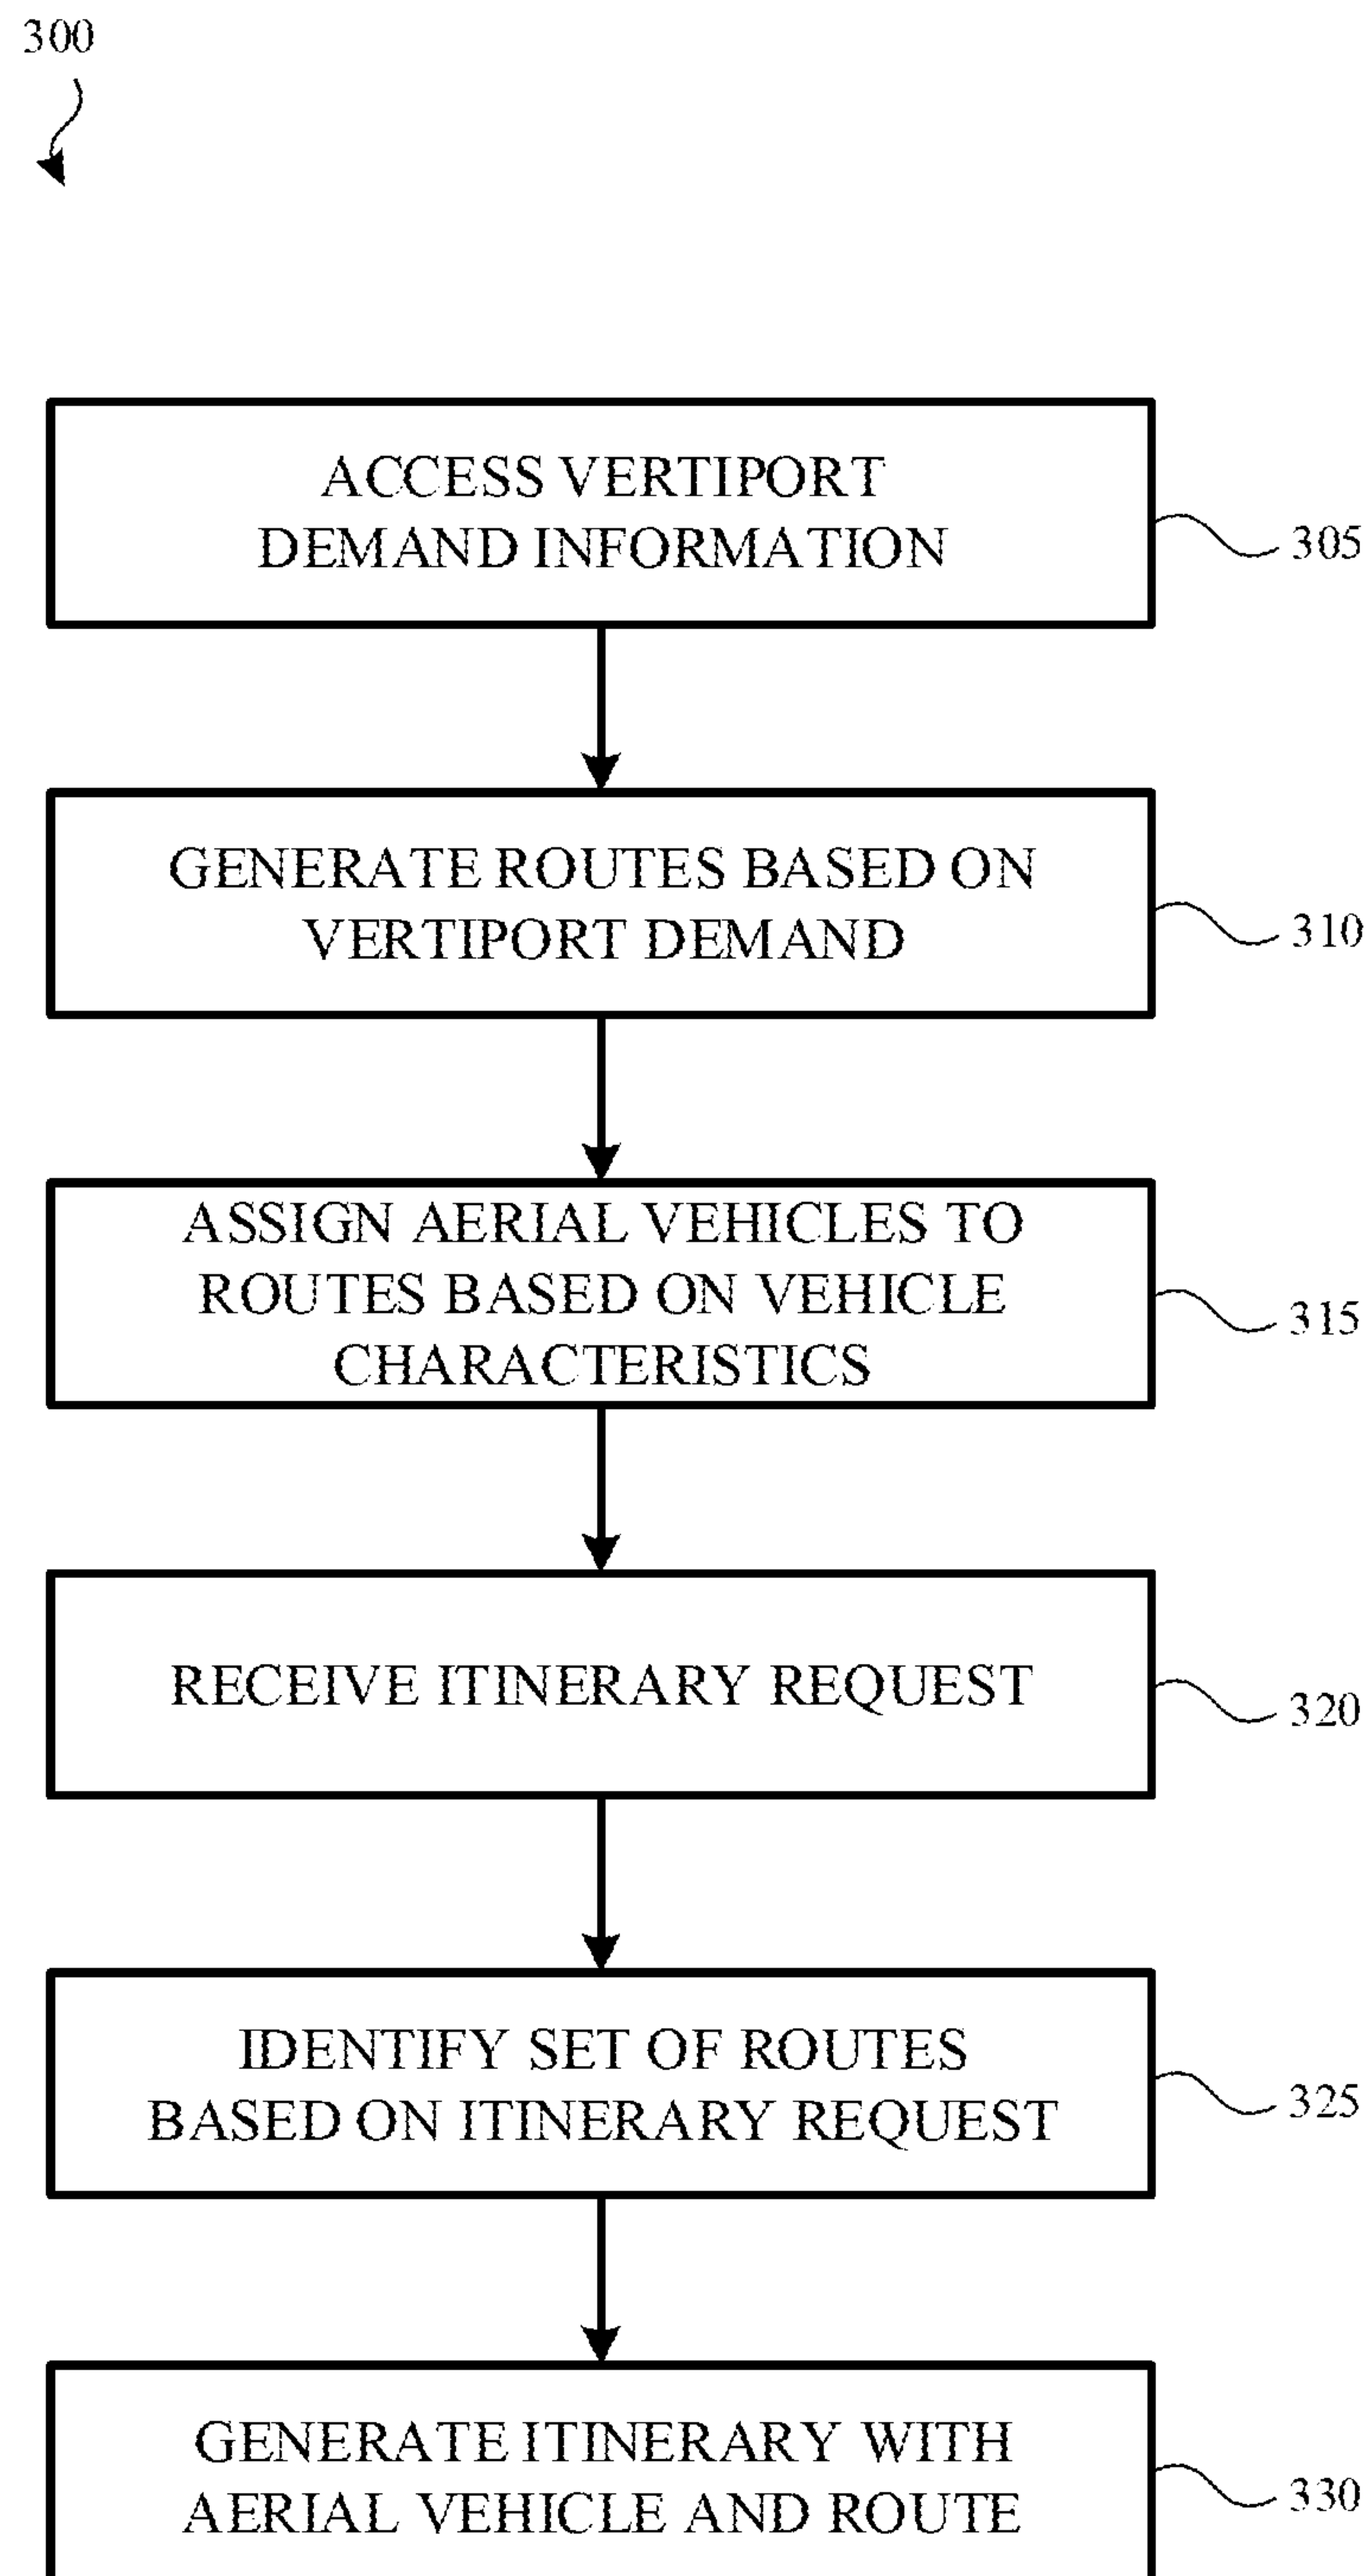 300
ACCESS VERTIPORT
DEMAND INFORMATION
305
GENERATE ROUTES BASED ON
VERTIPORT DEMAND
310
ASSIGN AERIAL VEHICLES TO
ROUTES BASED ON VEHICLE
CHARACTERISTICS
315
RECEIVE ITINERARY REQUEST
320
IDENTIFY SET OF ROUTES
BASED ON ITINERARY REQUEST
325
GENERATE ITINERARY WITH
AERIAL VEHICLE AND ROUTE
330